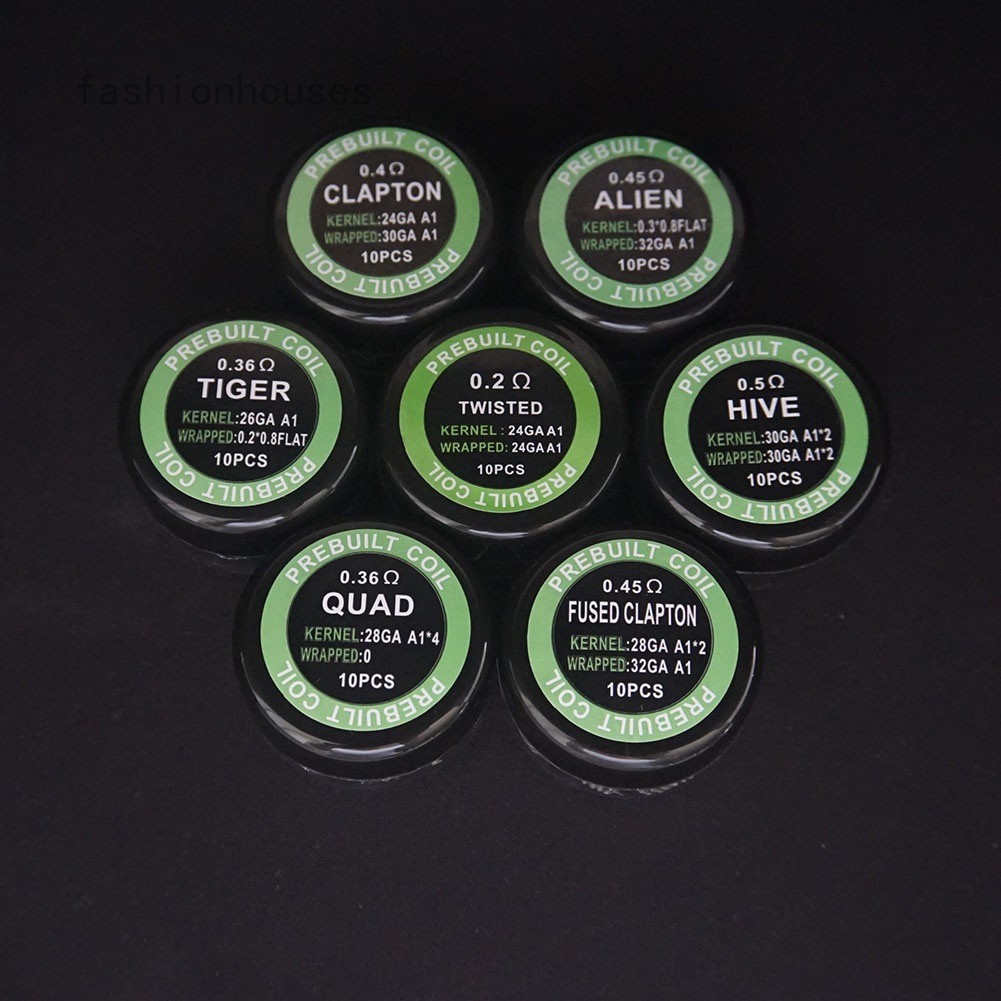 fashionhouses
PREBUILT COIL
0.4Ω
CLAPTON
KERNEL:24GA A1
WRAPPED:30GA A1
10PCS
PREBUILT COIL
PREBUILT COIL
0.45Ω
ALIEN
KERNEL:0.3*0.8FLAT
WRAPPED:32GA A1
10PCS
PREBUILT COIL
PREBUILT COIL
0.36Ω
TIGER
KERNEL:26GA A1
WRAPPED:0.2*0.8FLAT
10PCS
PREBUILT COIL
PREBUILT COIL
0.2 Ω
TWISTED
KERNEL : 24GA A1
WRAPPED: 24GA A1
10PCS
PREBUILT COIL
PREBUILT COIL
0.5Ω
HIVE
KERNEL:30GA A1*2
WRAPPED:30GA A1*2
10PCS
PREBUILT COIL
PREBUILT COIL
0.36Ω
QUAD
KERNEL:28GA A1*4
WRAPPED:0
10PCS
PREBUILT COIL
PREBUILT COIL
0.45Ω
FUSED CLAPTON
KERNEL:28GA A1*2
WRAPPED:32GA A1
10PCS
PREBUILT COIL